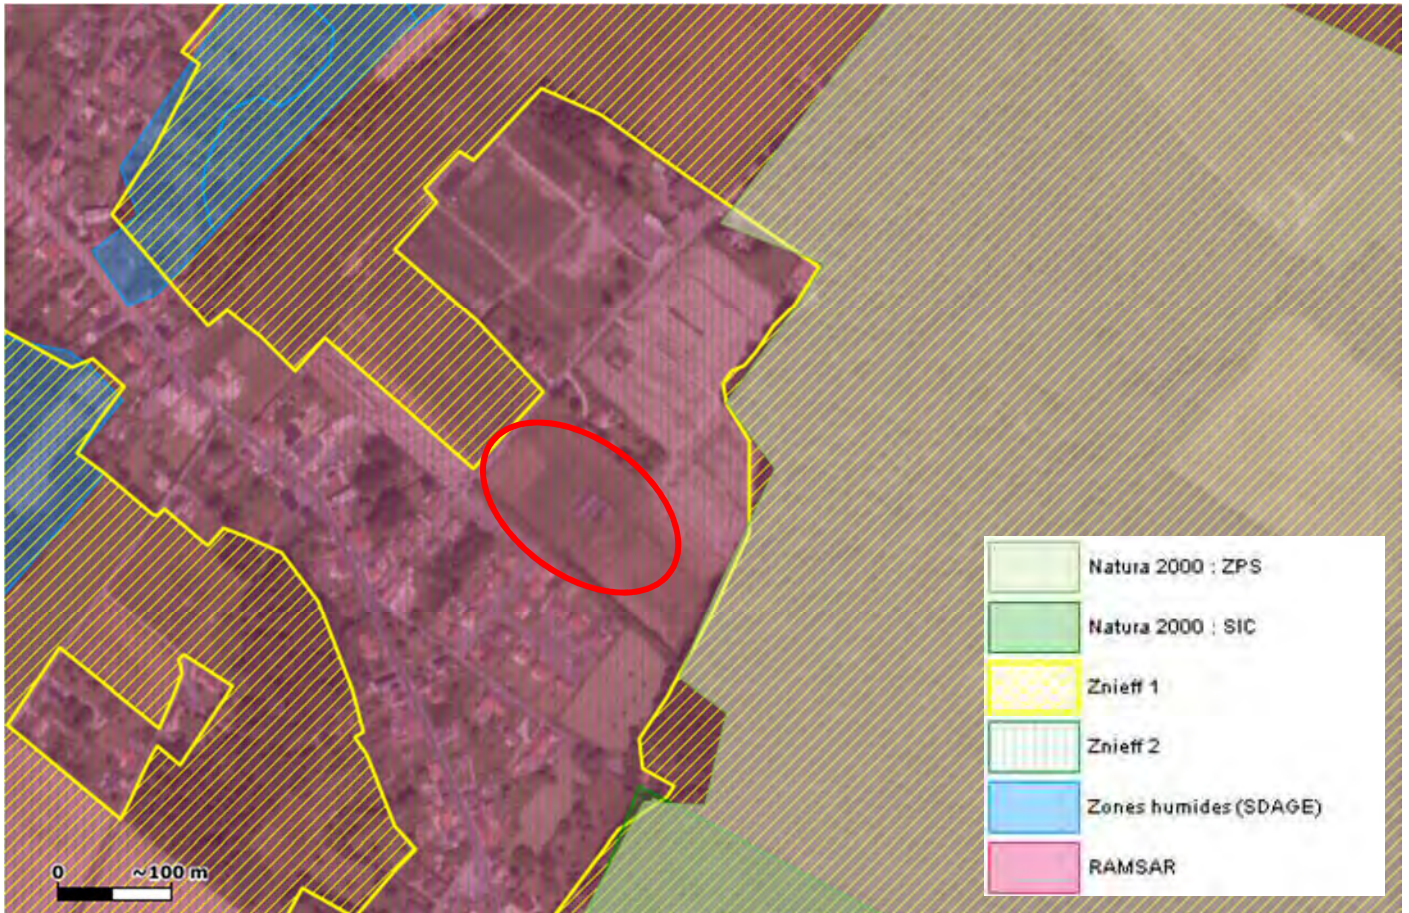 Natura 2000 : ZPS
Natura 2000 : SIC
Znieff 1
Znieff 2
Zones humides (SDAGE)
RAMSAR
0 ~100 m